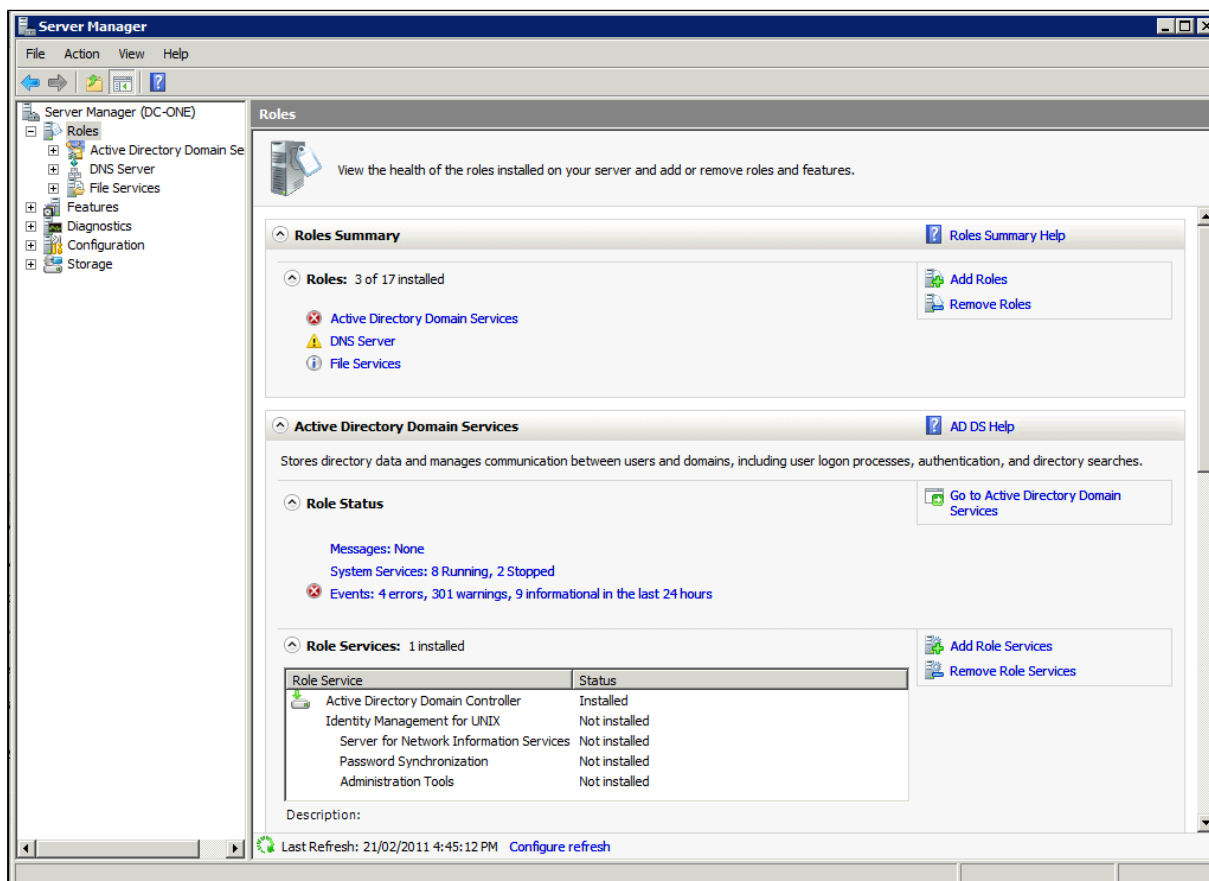 Server Manager
File Action View Help
Server Manager (DC-ONE)
Roles
Active Directory Domain Se
DNS Server
File Services
Features
Diagnostics
Configuration
Storage
Roles
View the health of the roles installed on your server and add or remove roles and features.
Roles Summary
Roles Summary Help
Roles: 3 of 17 installed
Add Roles
Remove Roles
Active Directory Domain Services
DNS Server
File Services
Active Directory Domain Services
AD DS Help
Stores directory data and manages communication between users and domains, including user logon processes, authentication, and directory searches.
Role Status
Go to Active Directory Domain
Services
Messages: None
System Services: 8 Running, 2 Stopped
Events: 4 errors, 301 warnings, 9 informational in the last 24 hours
Role Services: 1 installed
Add Role Services
Remove Role Services
Role Service Status
Active Directory Domain Controller Installed
Identity Management for UNIX Not installed
Server for Network Information Services Not installed
Password Synchronization Not installed
Administration Tools Not installed
Description:
Last Refresh: 21/02/2011 4:45:12 PM Configure refresh